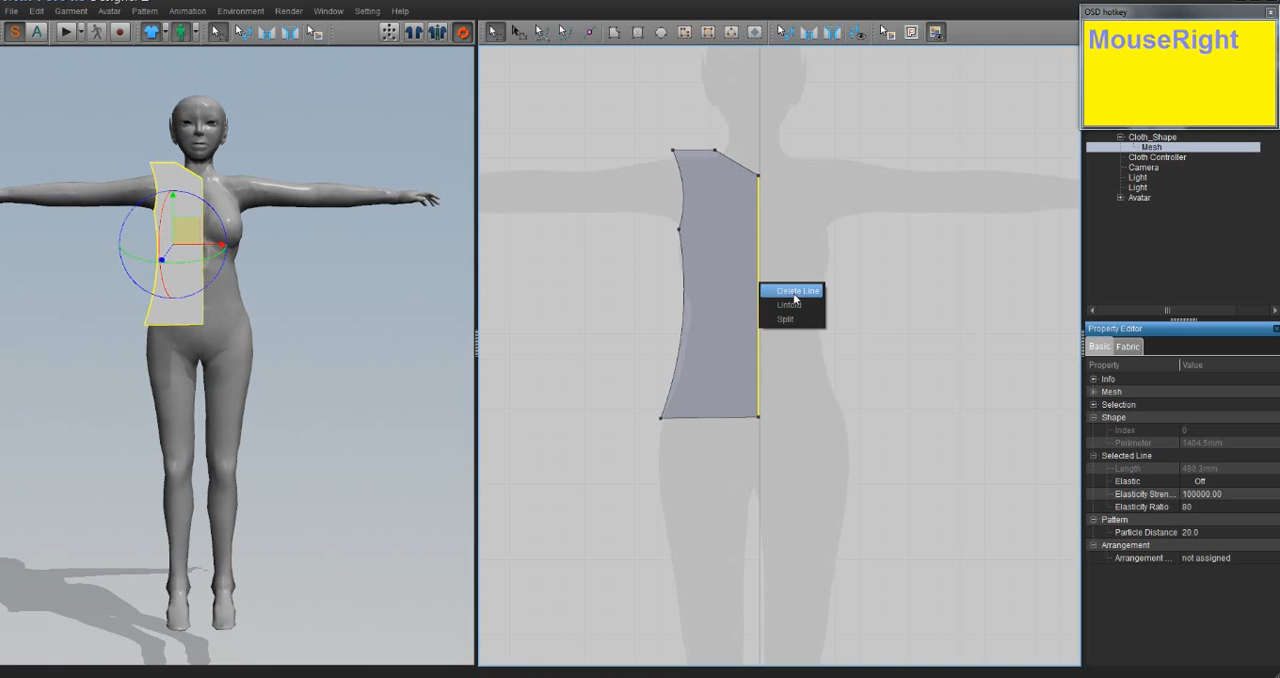 File Edit Garment Avatar Pattern Animation Environment Render Window Setting Help
S A
OSD hotkey
MouseRight
Cloth_Shape
Mesh
Cloth Controller
Camera
Light
Light
Avatar
Delete Line
Unfold
Split
Property Editor
Basic Fabric
Property Value
Info
Mesh
Selection
Shape
Index 0
Perimeter 1484.5mm
Selected Line
Length 480.3mm
Elastic Off
Elasticity Stren... 100000.00
Elasticity Ratio 80
Pattern
Particle Distance 20.0
Arrangement
Arrangement ... not assigned